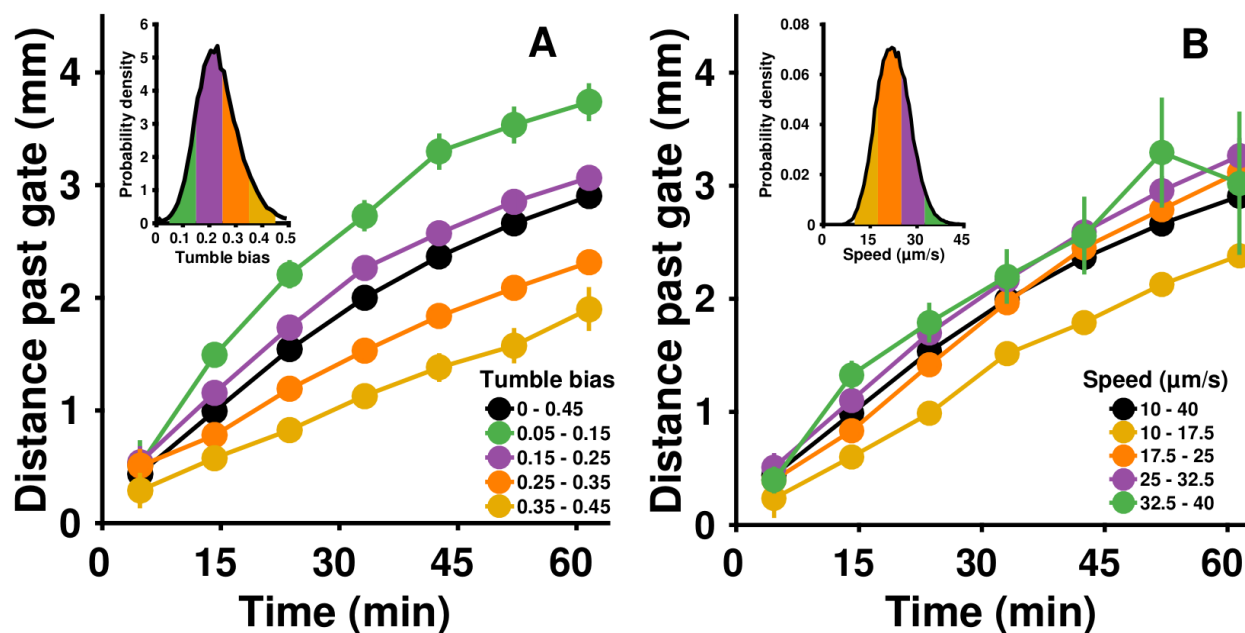 A
Distance past gate (mm)
4
3
2
1
0
0 15 30 45 60
Time (min)
Probability density
6
5
4
3
2
1
0
0 0.1 0.2 0.3 0.4 0.5
Tumble bias
Tumble bias
0 - 0.45
0.05 - 0.15
0.15 - 0.25
0.25 - 0.35
0.35 - 0.45
B
Distance past gate (mm)
4
3
2
1
0
0 15 30 45 60
Time (min)
Probability density
0.08
0.06
0.04
0.02
0
0 15 30 45
Speed (µm/s)
Speed (µm/s)
10 - 40
10 - 17.5
17.5 - 25
25 - 32.5
32.5 - 40